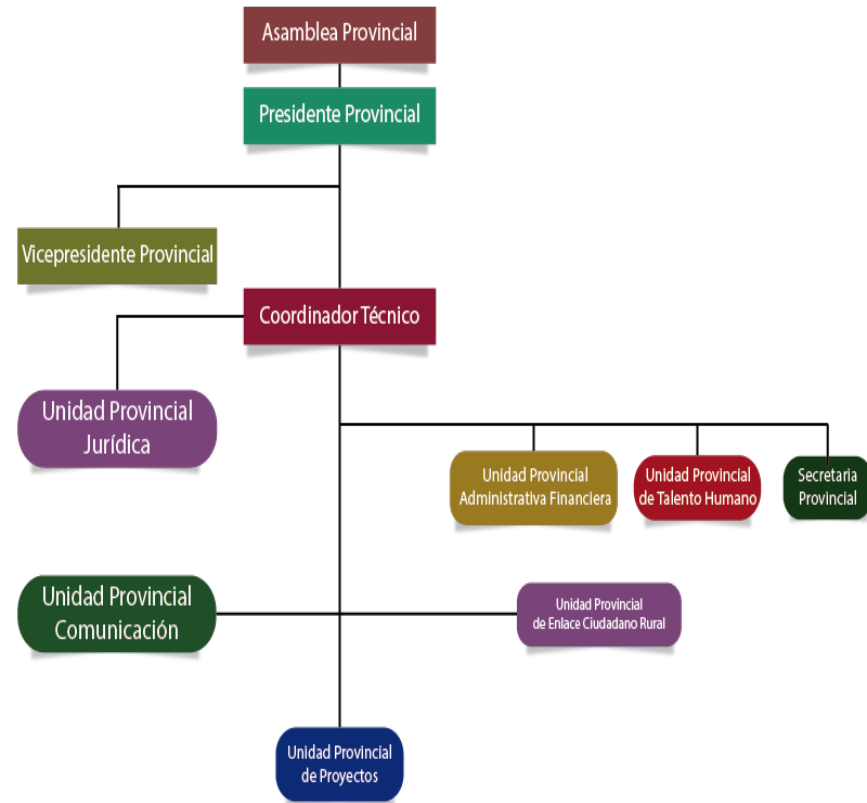 Asamblea Provincial
Presidente Provincial
Vicepresidente Provincial
Coordinador Técnico
Unidad Provincial
Jurídica
Unidad Provincial
Administrativa Financiera
Unidad Provincial
de Talento Humano
Secretaria
Provincial
Unidad Provincial
Comunicación
Unidad Provincial
de Enlace Ciudadano Rural
Unidad Provincial
de Proyectos